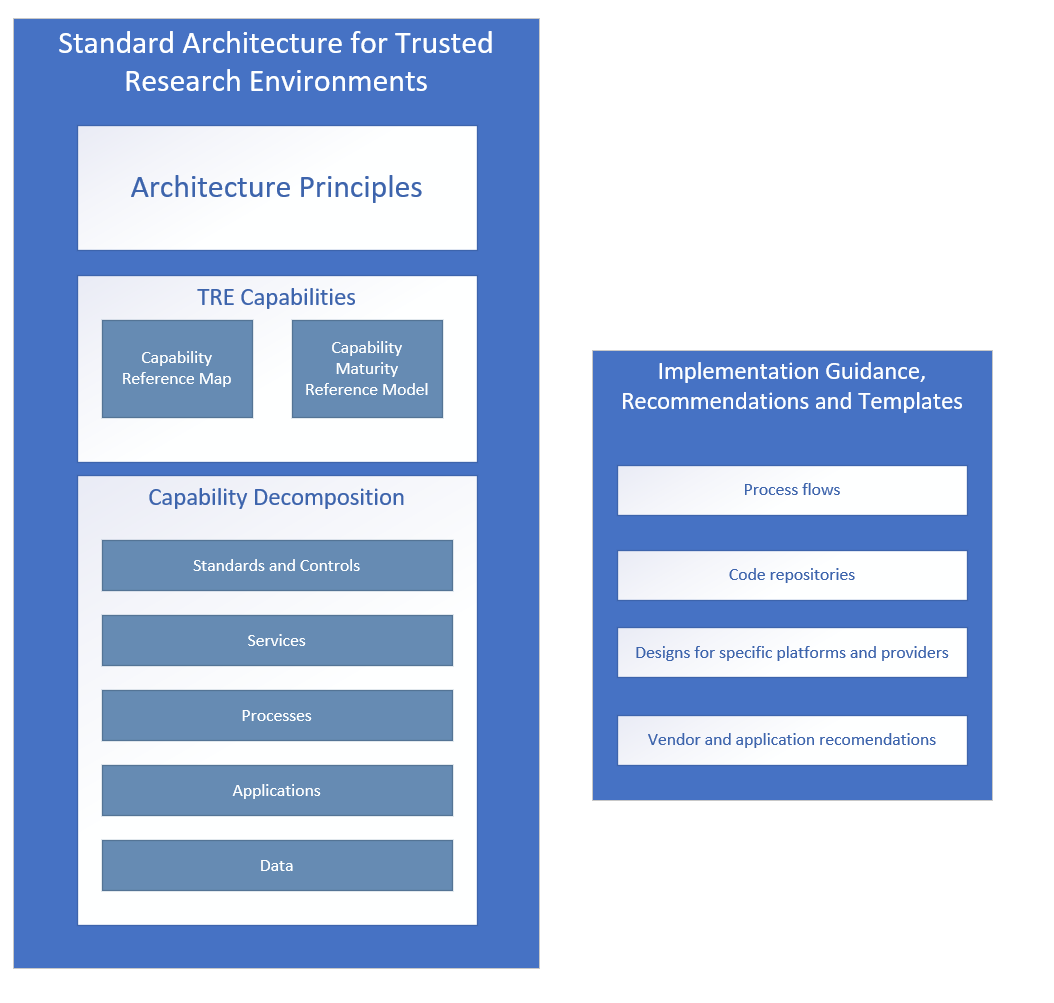 Standard Architecture for Trusted
Research Environments
Architecture Principles
TRE Capabilities
Capability
Reference Map
Capability
Maturity
Reference Model
Capability Decomposition
Standards and Controls
Services
Processes
Applications
Data
Implementation Guidance,
Recommendations and Templates
Process flows
Code repositories
Designs for specific platforms and providers
Vendor and application recomendations